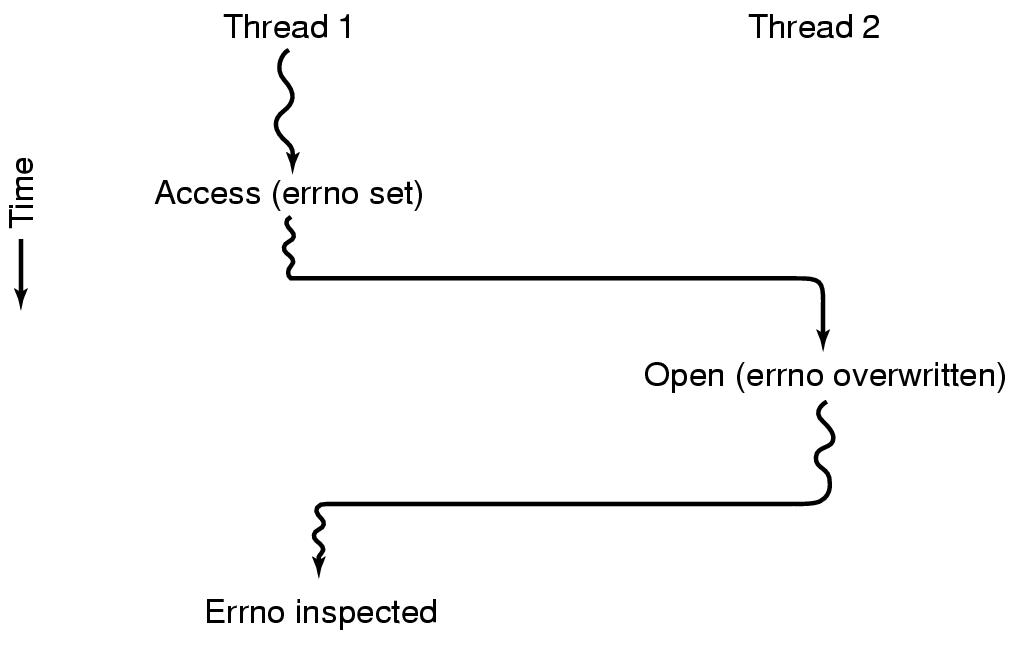 Thread 1
Thread 2
Time
Access (errno set)
Open (errno overwritten)
Errno inspected